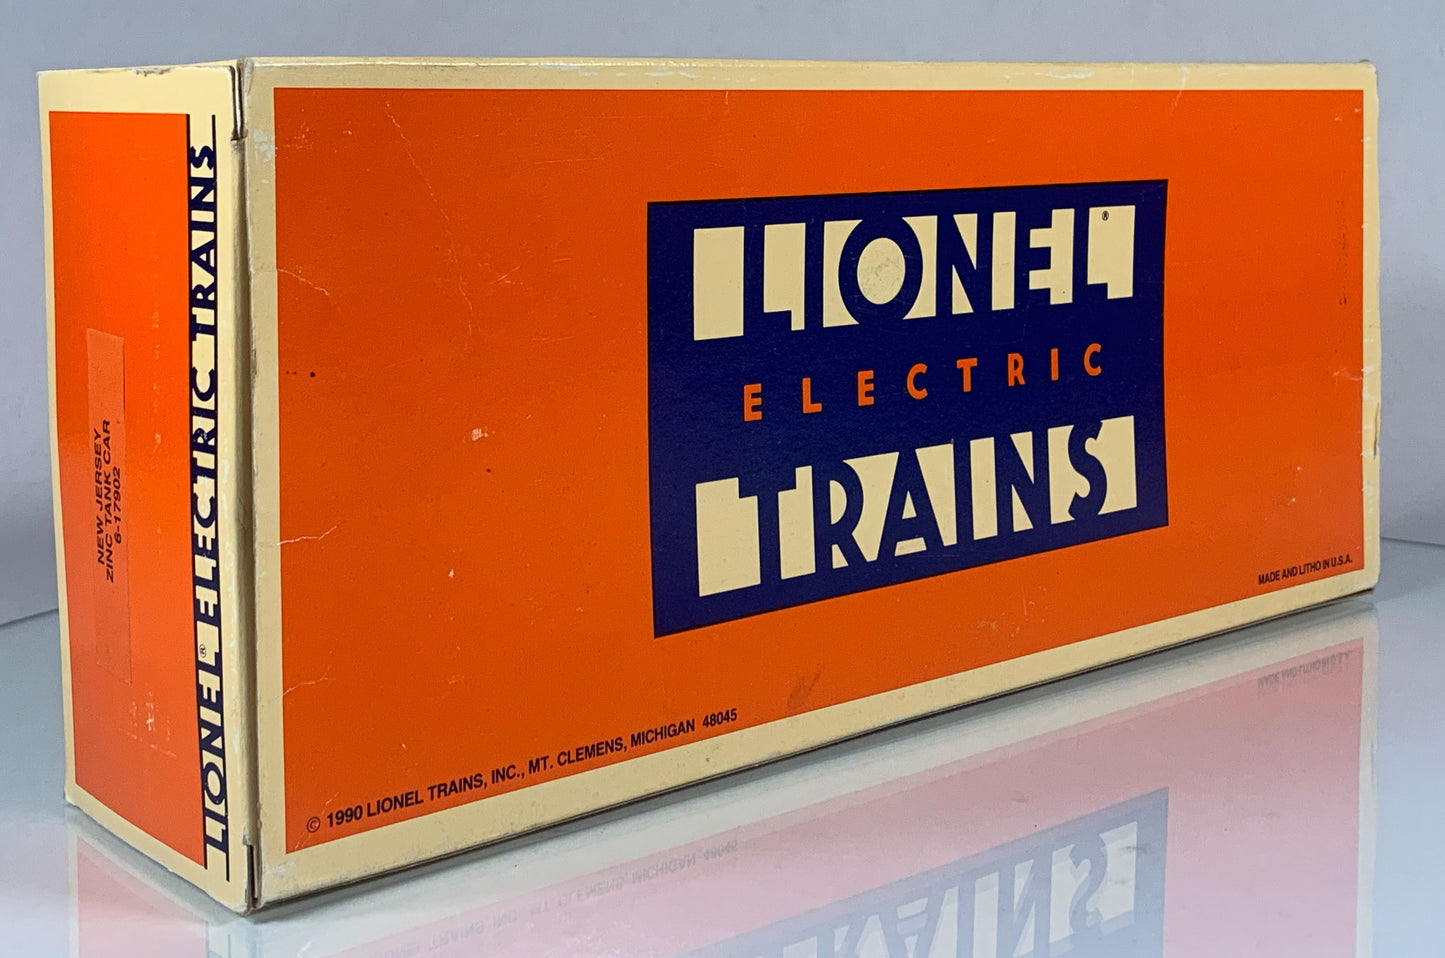 NEW JERSEY
ZINC TANK CAR
6-17902
LIONEL® ELECTRIC TRAINS
LIONEL®
ELECTRIC
TRAINS
MADE AND LITHO IN U.S.A.
© 1990 LIONEL TRAINS, INC., MT. CLEMENS, MICHIGAN 48045